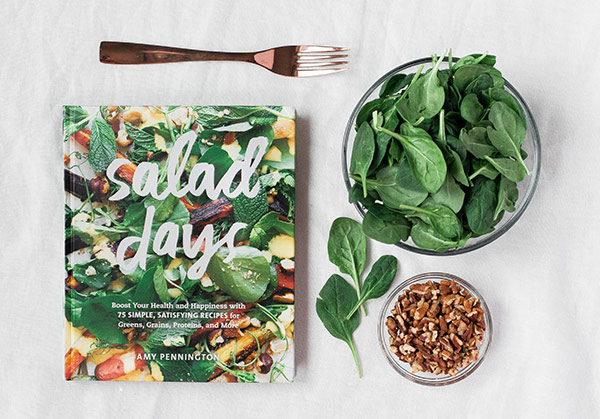 salad
days
Boost Your Health and Happiness with
75 SIMPLE, SATISFYING RECIPES for
Greens, Grains, Proteins, and More
AMY PENNINGTON